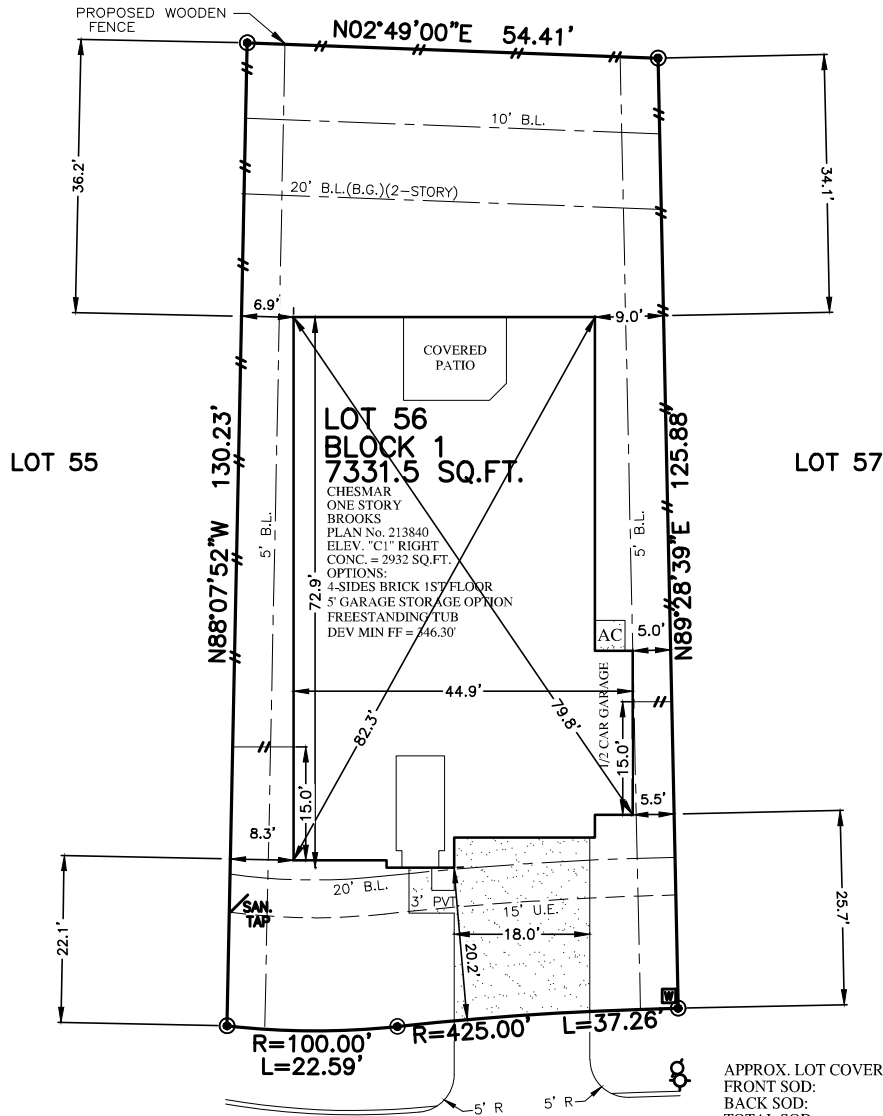 PROPOSED WOODEN
FENCE
N02°49'00"E 54.41'
10' B.L.
20' B.L.(B.G.)(2-STORY)
36.2'
34.1'
6.9'
9.0'
COVERED
PATIO
LOT 56
BLOCK 1
7331.5 SQ.FT.
LOT 55
LOT 57
CHESMAR
ONE STORY
BROOKS
PLAN No. 213840
ELEV. "C1" RIGHT
CONC. = 2932 SQ.FT.
OPTIONS:
4-SIDES BRICK 1ST FLOOR
5' GARAGE STORAGE OPTION
FREESTANDING TUB
DEV MIN FF = 346.30'
N88°07'52"W 130.23'
5' B.L.
72.9'
5' B.L.
N89°28'39"E 125.88'
AC
5.0'
44.9'
82.3'
79.8'
1/2 CAR GARAGE
15.0'
15.0'
5.5'
8.3'
20' B.L.
3' PVT
15' U.E.
SAN.
TAP
18.0'
20.2'
22.1'
25.7'
W
R=100.00'
L=22.59'
R=425.00' L=37.26'
5' R
5' R
APPROX. LOT COVER
FRONT SOD:
BACK SOD:
TOTAL SOD